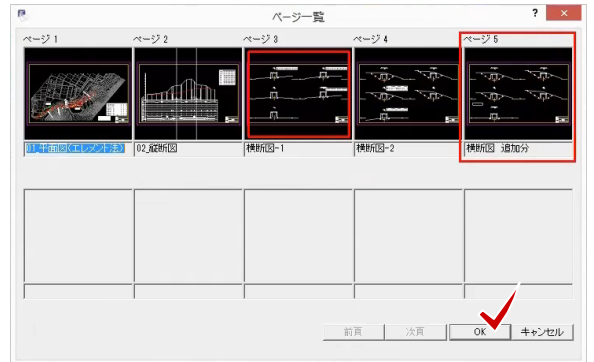 ページ一覧
?
×
ページ 1
ページ 2
ページ 3
ページ 4
ページ 5
01_平面図(エレメント法)
02_縦断図
横断図-1
横断図-2
横断図 追加分
前頁
次頁
OK
キャンセル